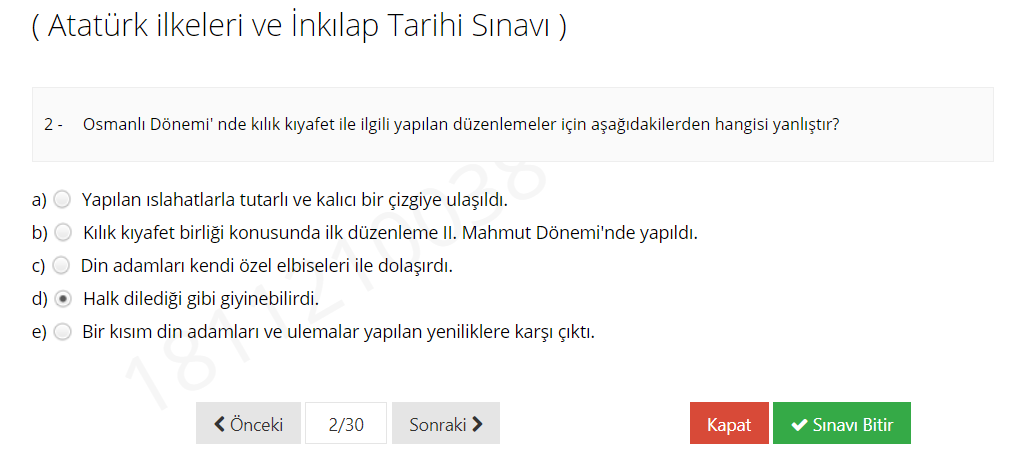 ( Atatürk ilkeleri ve İnkılap Tarihi Sınavı )
2 - Osmanlı Dönemi' nde kılık kıyafet ile ilgili yapılan düzenlemeler için aşağıdakilerden hangisi yanlıştır?
a) Yapılan ıslahatlarla tutarlı ve kalıcı bir çizgiye ulaşıldı.
b) Kılık kıyafet birliği konusunda ilk düzenleme II. Mahmut Dönemi'nde yapıldı.
c) Din adamları kendi özel elbiseleri ile dolaşırdı.
d) Halk dilediği gibi giyinebilirdi.
e) Bir kısım din adamları ve ulemalar yapılan yeniliklere karşı çıktı.
Önceki 2/30 Sonraki Kapat Sınavı Bitir